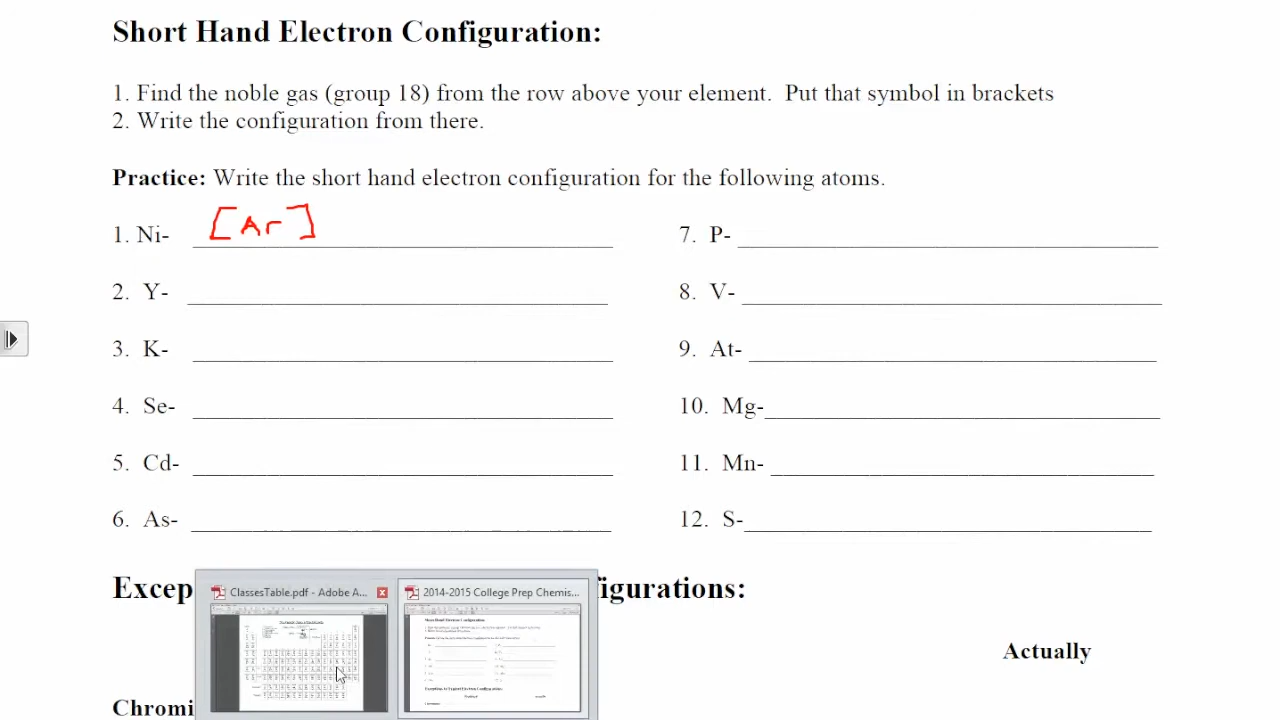 Short Hand Electron Configuration:
1. Find the noble gas (group 18) from the row above your element. Put that symbol in brackets
2. Write the configuration from there.
Practice: Write the short hand electron configuration for the following atoms.
1. Ni- [Ar]
7. P-
2. Y-
8. V-
3. K-
9. At-
4. Se-
10. Mg-
5. Cd-
11. Mn-
6. As-
12. S-
Excep
figurations:
ClassesTable.pdf - Adobe A...
2014-2015 College Prep Chemis...
Actually
Chromi